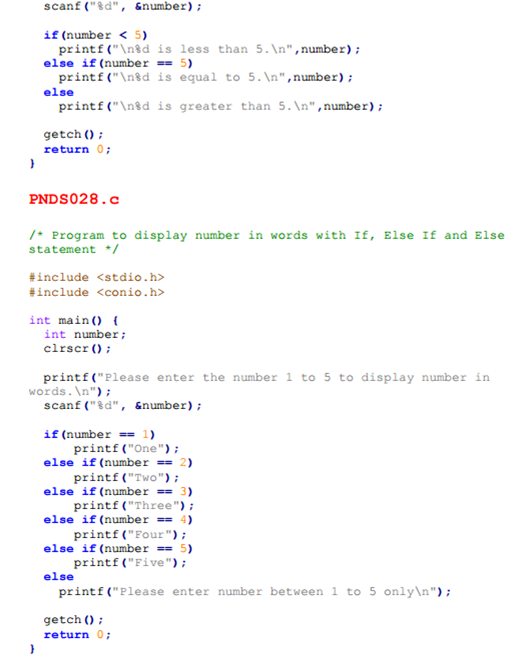 scanf("%d", &number);
if(number < 5)
printf("\n%d is less than 5.\n",number);
else if(number == 5)
printf("\n%d is equal to 5.\n",number);
else
printf("\n%d is greater than 5.\n",number);
getch();
return 0;
}
PNDS028.c
/* Program to display number in words with If, Else If and Else
statement */
#include <stdio.h>
#include <conio.h>
int main() {
int number;
clrscr();
printf("Please enter the number 1 to 5 to display number in
words.\n");
scanf("%d", &number);
if(number == 1)
printf("One");
else if(number == 2)
printf("Two");
else if(number == 3)
printf("Three");
else if(number == 4)
printf("Four");
else if(number == 5)
printf("Five");
else
printf("Please enter number between 1 to 5 only\n");
getch();
return 0;
}